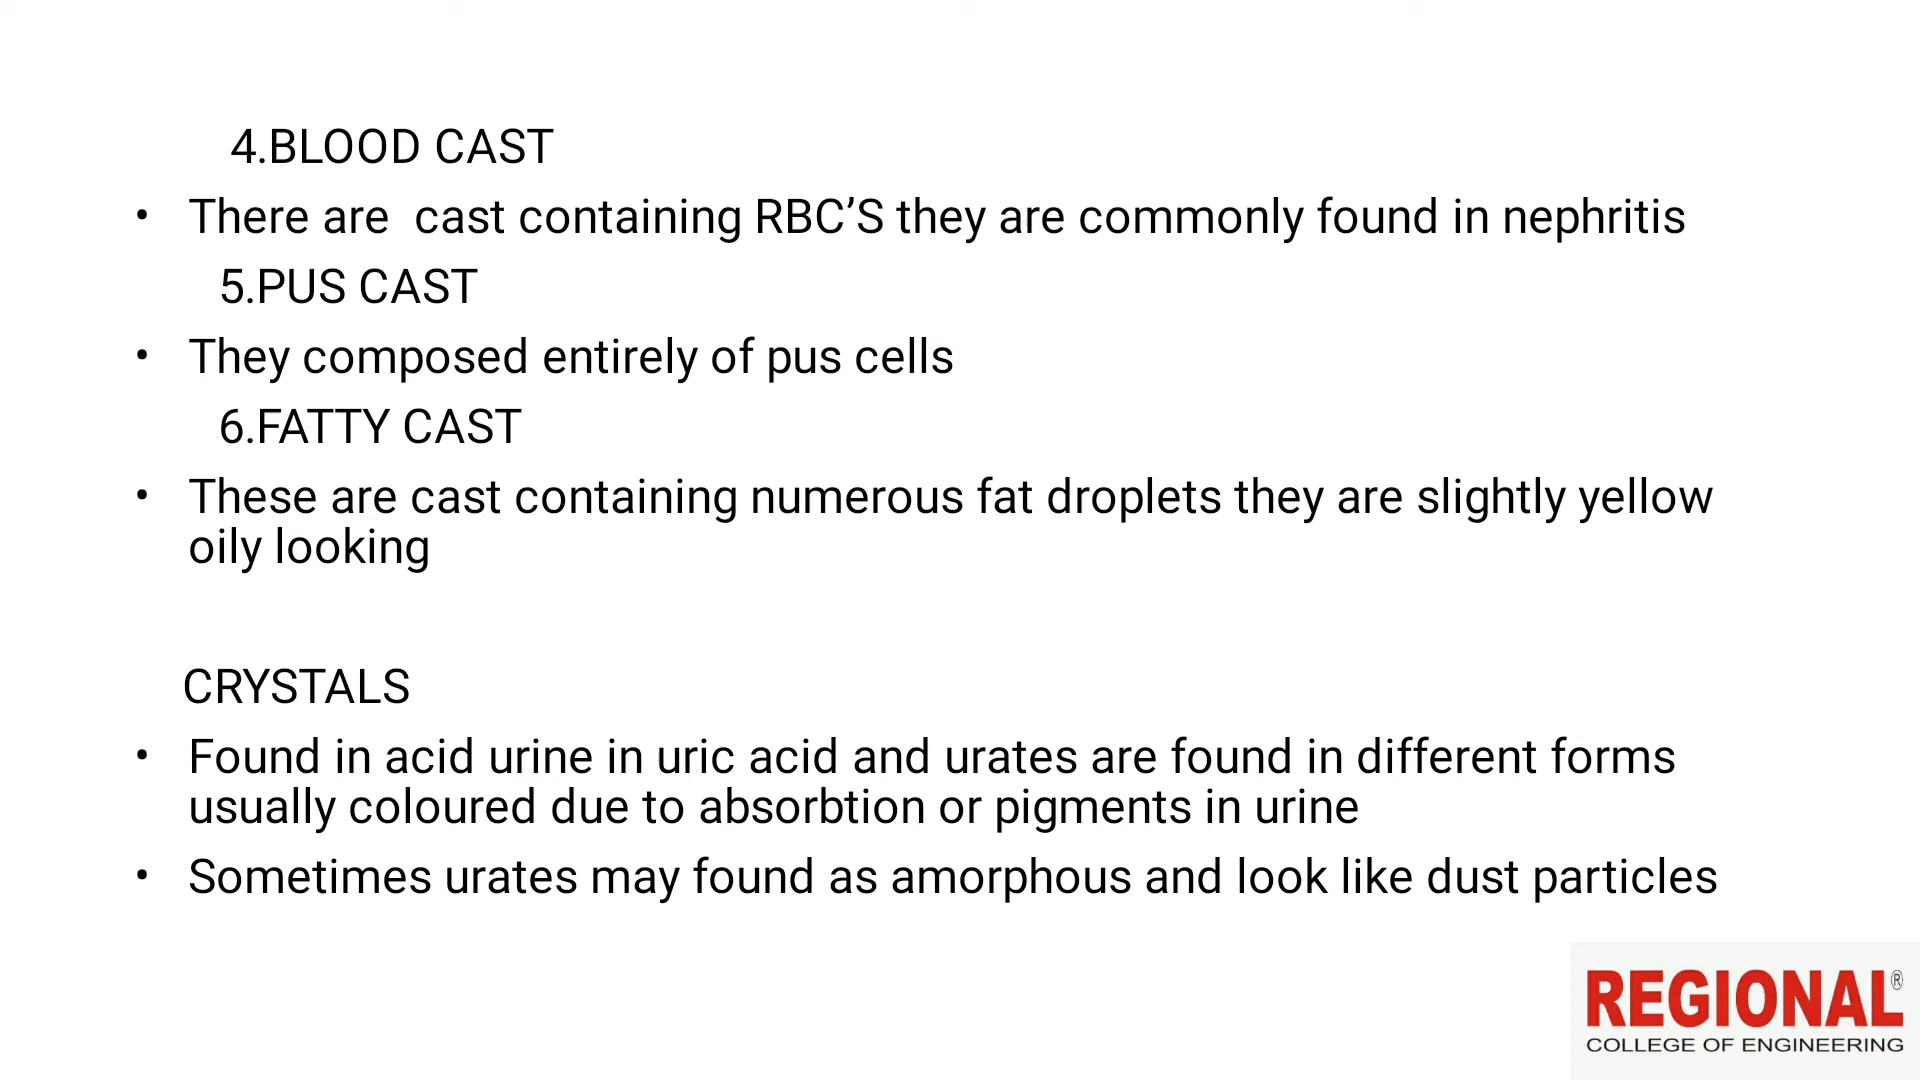 4.BLOOD CAST
• There are  cast containing RBC’S they are commonly found in nephritis
5.PUS CAST
• They composed entirely of pus cells
6.FATTY CAST
• These are cast containing numerous fat droplets they are slightly yellow
oily looking
CRYSTALS
• Found in acid urine in uric acid and urates are found in different forms
usually coloured due to absorbtion or pigments in urine
• Sometimes urates may found as amorphous and look like dust particles
REGIONAL®
COLLEGE OF ENGINEERING